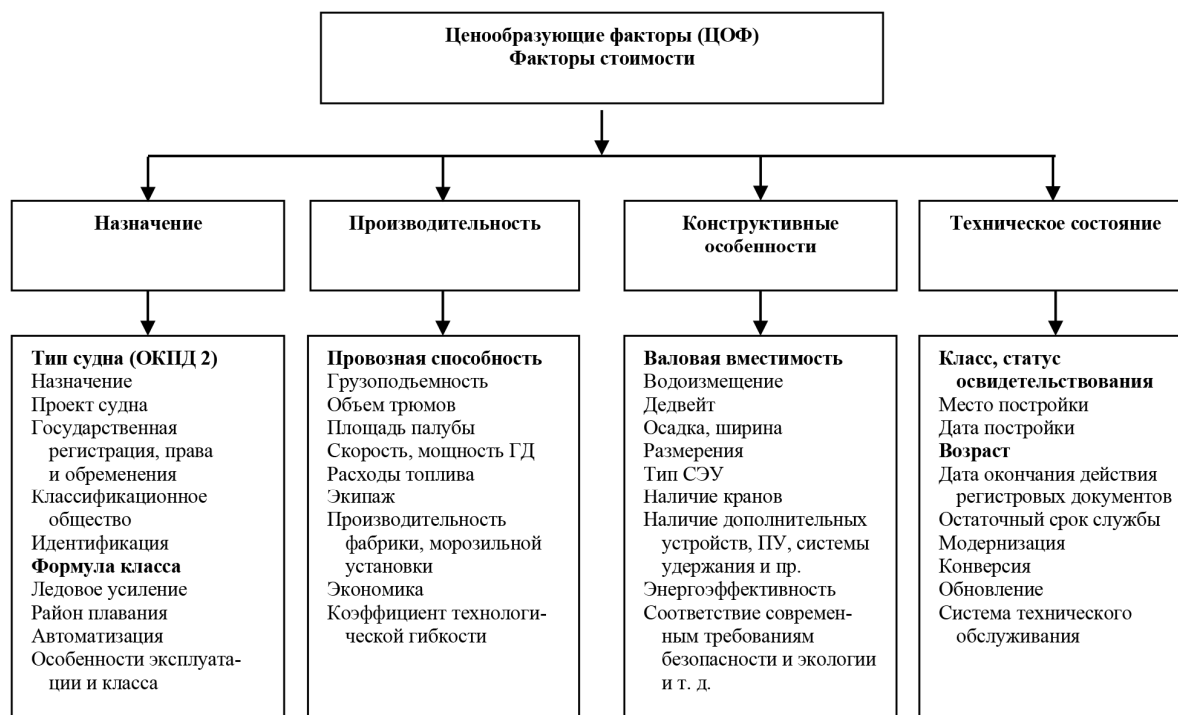 Ценообразующие факторы (ЦОФ)
Факторы стоимости
Назначение
Производительность
Конструктивные
особенности
Техническое состояние
Тип судна (ОКПД 2)
Назначение
Проект судна
Государственная
регистрация, права
и обременения
Классификационное
общество
Идентификация
Формула класса
Ледовое усиление
Район плавания
Автоматизация
Особенности эксплуата-
ции и класса
Провозная способность
Грузоподъемность
Объем трюмов
Площадь палубы
Скорость, мощность ГД
Расходы топлива
Экипаж
Производительность
фабрики, морозильной
установки
Экономика
Коэффициент технологи-
ческой гибкости
Валовая вместимость
Водоизмещение
Дедвейт
Осадка, ширина
Размерения
Тип СЭУ
Наличие кранов
Наличие дополнительных
устройств, ПУ, системы
удержания и пр.
Энергоэффективность
Соответствие современ-
ным требованиям
безопасности и экологии
и т. д.
Класс, статус
освидетельствования
Место постройки
Дата постройки
Возраст
Дата окончания действия
регистровых документов
Остаточный срок службы
Модернизация
Конверсия
Обновление
Система технического
обслуживания